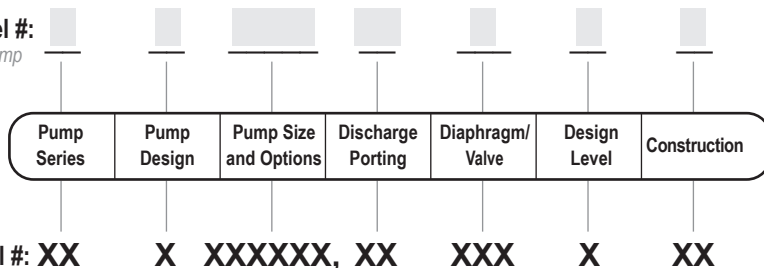 el #:
mp
Pump Series
Pump Design
Pump Size and Options
Discharge Porting
Diaphragm/ Valve
Design Level
Construction
l #: XX X XXXXXX, XX XXX X XX